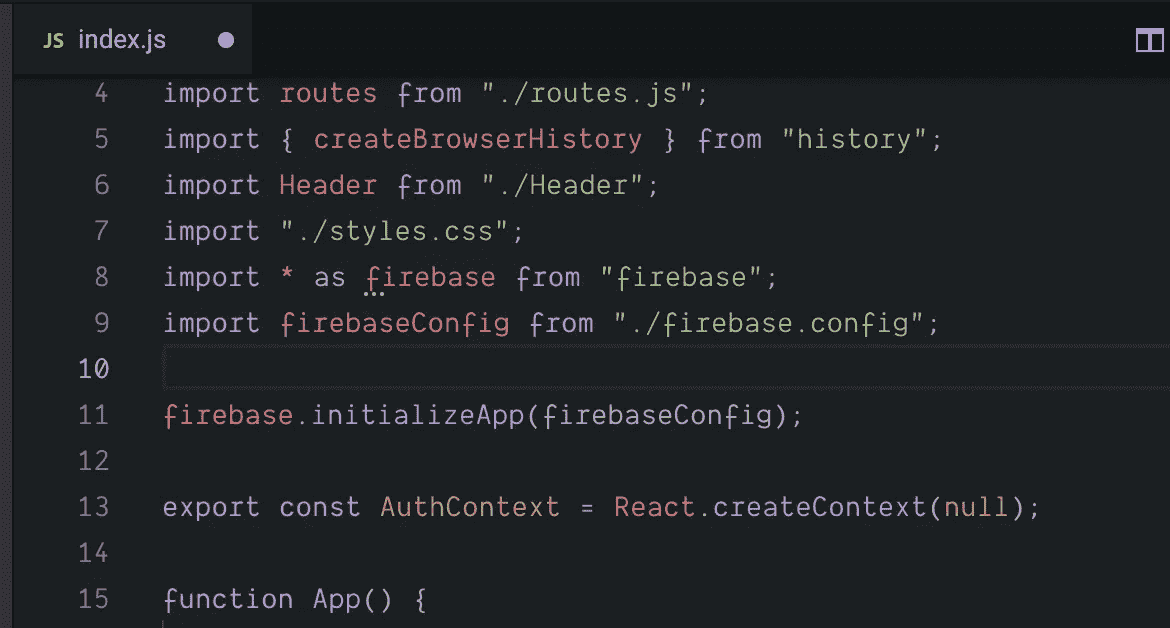 JS index.js
4 import routes from "./routes.js";
5 import { createBrowserHistory } from "history";
6 import Header from "./Header";
7 import "./styles.css";
8 import * as firebase from "firebase";
9 import firebaseConfig from "./firebase.config";
10
11 firebase.initializeApp(firebaseConfig);
12
13 export const AuthContext = React.createContext(null);
14
15 function App() {